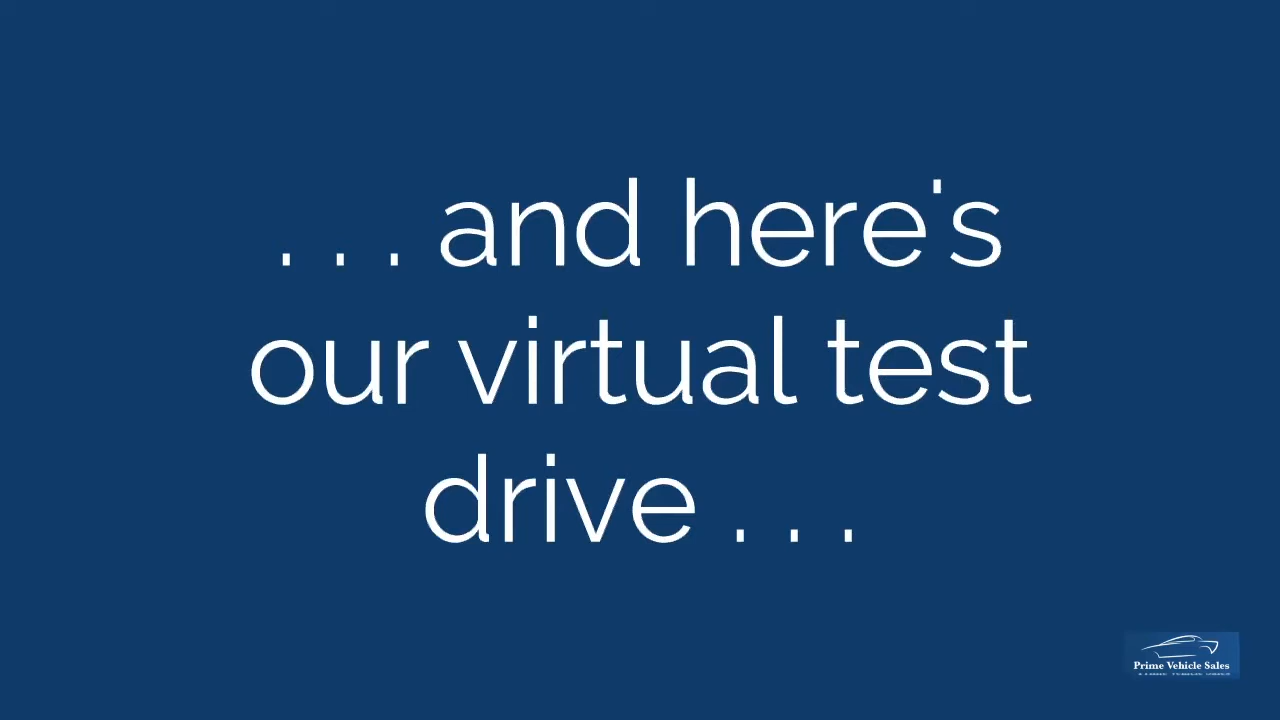 . . . and here's
our virtual test
drive . . .
Prime Vehicle Sales